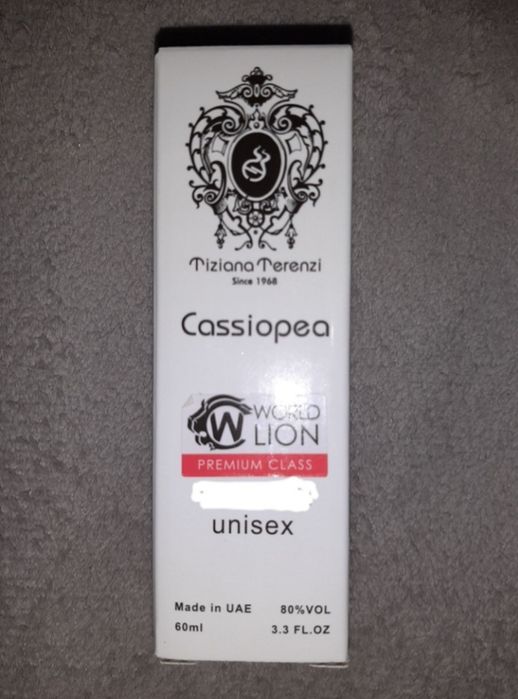 Tiziana Terenzi
Since 1968
Cassiopea
W WORLD
LION
PREMIUM CLASS
unisex
Made in UAE 80%VOL
60ml 3.3 FL.OZ